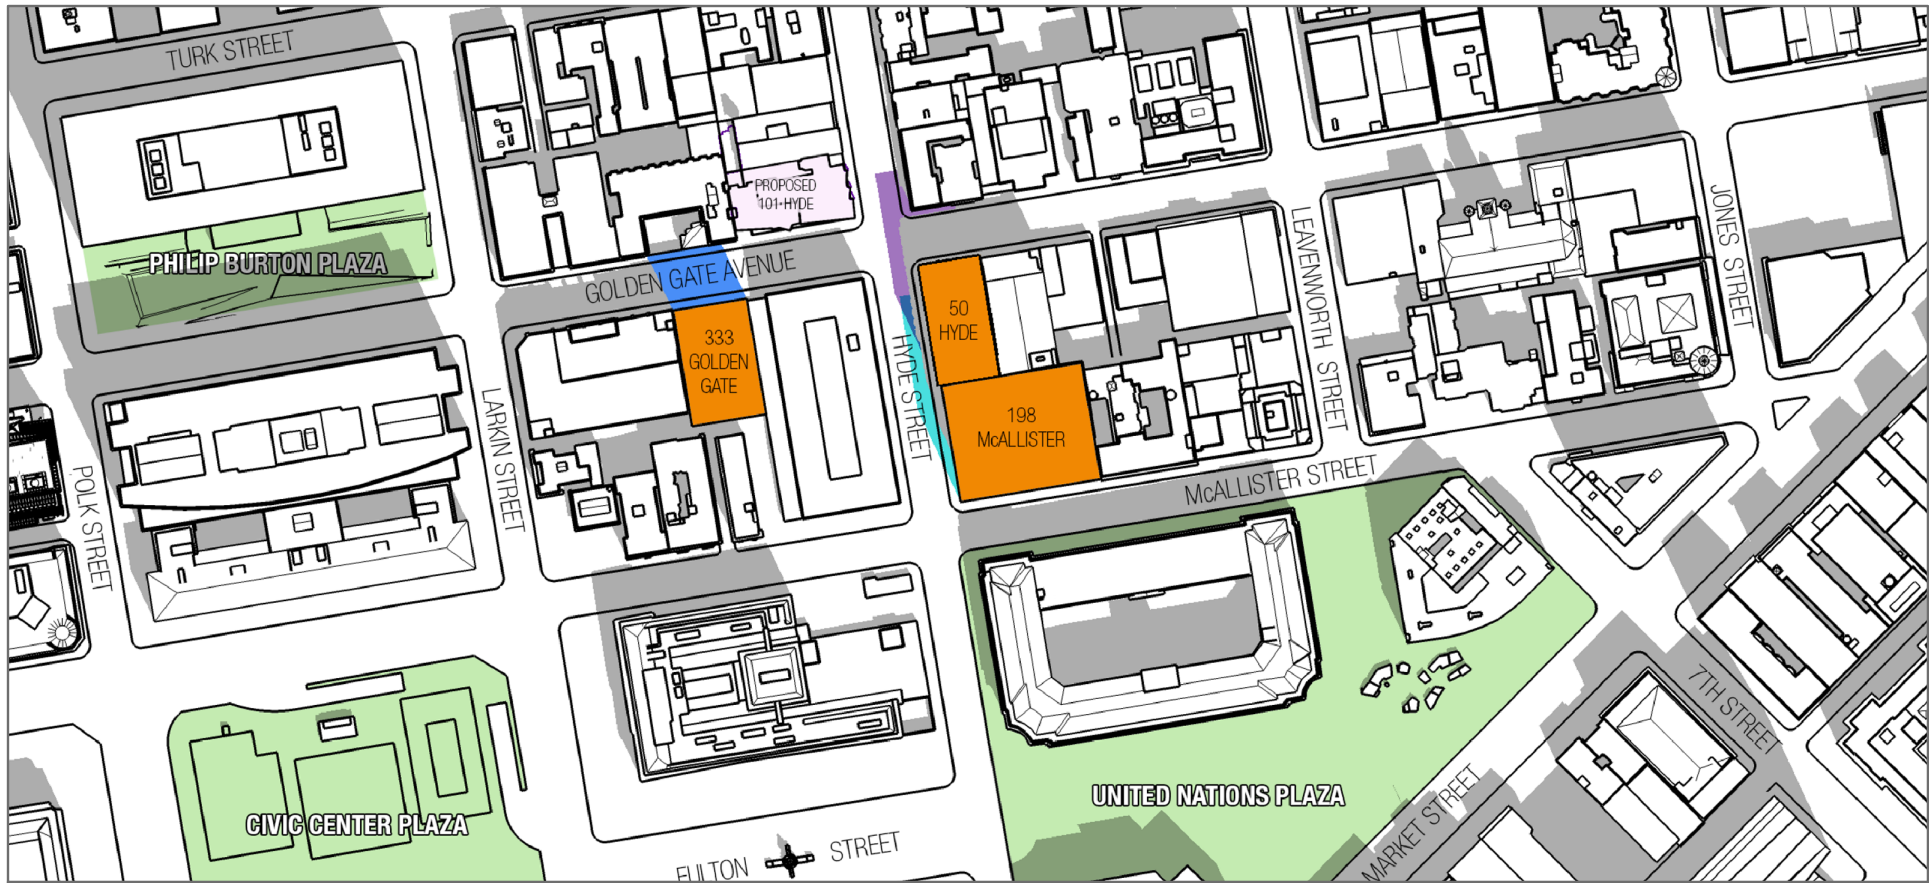 TURK STREET
PROPOSED
101 HYDE
PHILIP BURTON PLAZA
GOLDEN GATE AVENUE
JONES STREET
LEAVENWORTH STREET
50
HYDE
333
GOLDEN
GATE
HYDE STREET
198
McALLISTER
LARKIN STREET
POLK STREET
McALLISTER STREET
7TH STREET
UNITED NATIONS PLAZA
CIVIC CENTER PLAZA
MARKET STREET
FULTON STREET